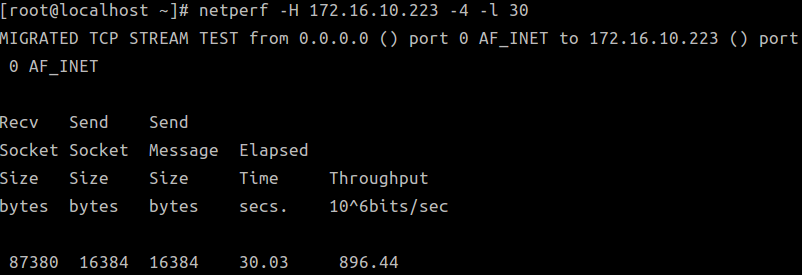 [root@localhost ~]# netperf -H 172.16.10.223 -4 -l 30
MIGRATED TCP STREAM TEST from 0.0.0.0 () port 0 AF_INET to 172.16.10.223 () port
 0 AF_INET
Recv   Send    Send
Socket Socket  Message  Elapsed
Size   Size    Size     Time     Throughput
bytes  bytes   bytes    secs.    10^6bits/sec
 87380  16384  16384    30.03     896.44